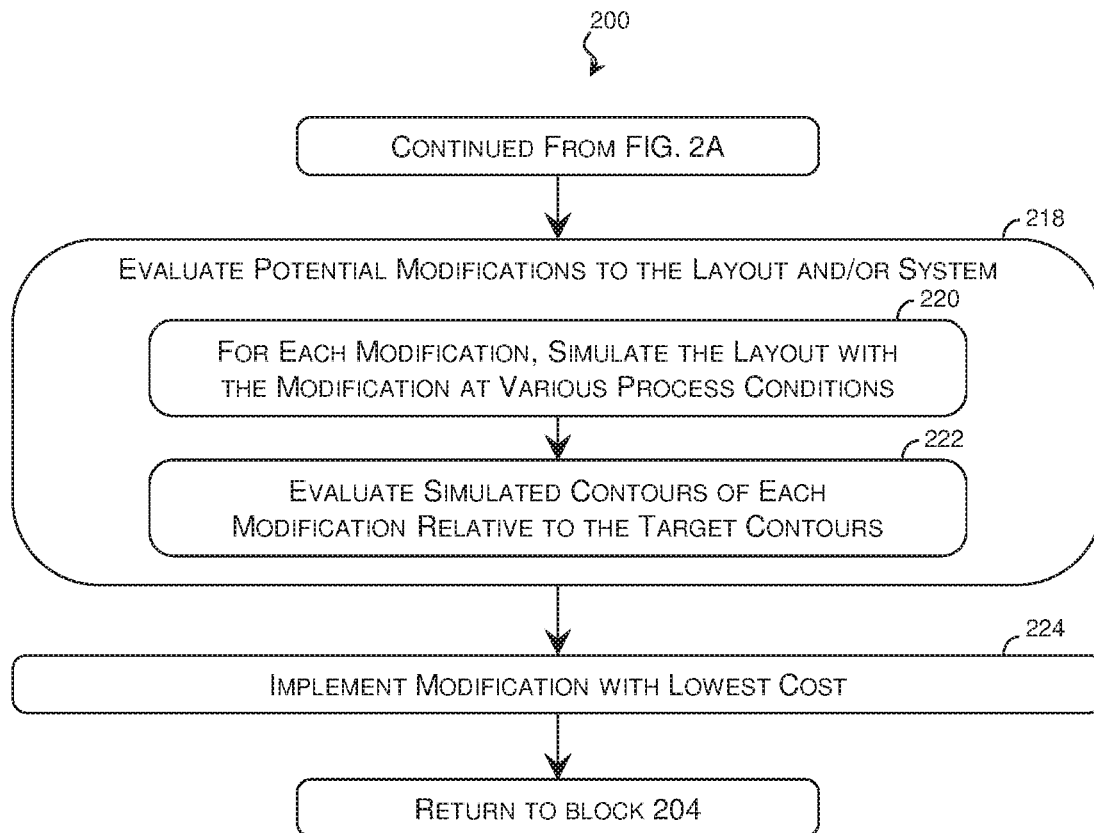 200
CONTINUED FROM FIG. 2A
218
EVALUATE POTENTIAL MODIFICATIONS TO THE LAYOUT AND/OR SYSTEM
220
FOR EACH MODIFICATION, SIMULATE THE LAYOUT WITH
THE MODIFICATION AT VARIOUS PROCESS CONDITIONS
222
EVALUATE SIMULATED CONTOURS OF EACH
MODIFICATION RELATIVE TO THE TARGET CONTOURS
224
IMPLEMENT MODIFICATION WITH LOWEST COST
RETURN TO BLOCK 204